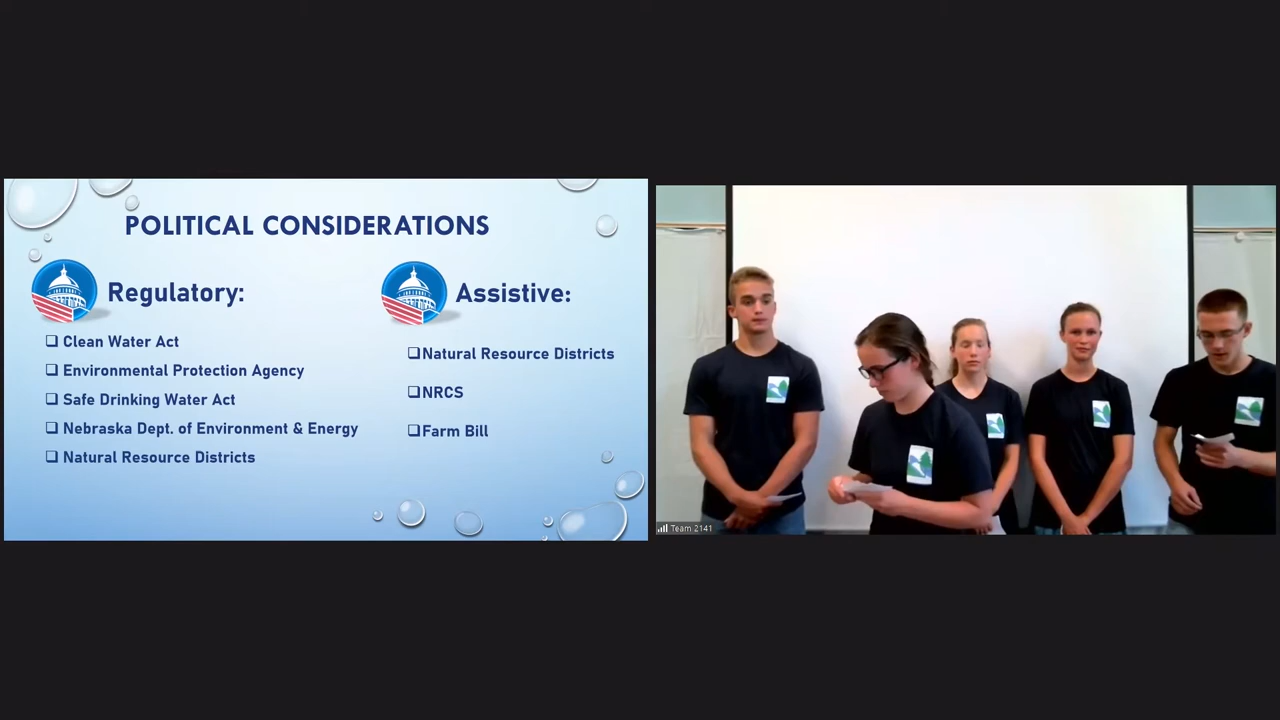 POLITICAL CONSIDERATIONS
Regulatory:
❑ Clean Water Act
❑ Environmental Protection Agency
❑ Safe Drinking Water Act
❑ Nebraska Dept. of Environment & Energy
❑ Natural Resource Districts
Assistive:
❑Natural Resource Districts
❑NRCS
❑Farm Bill
Team 2141